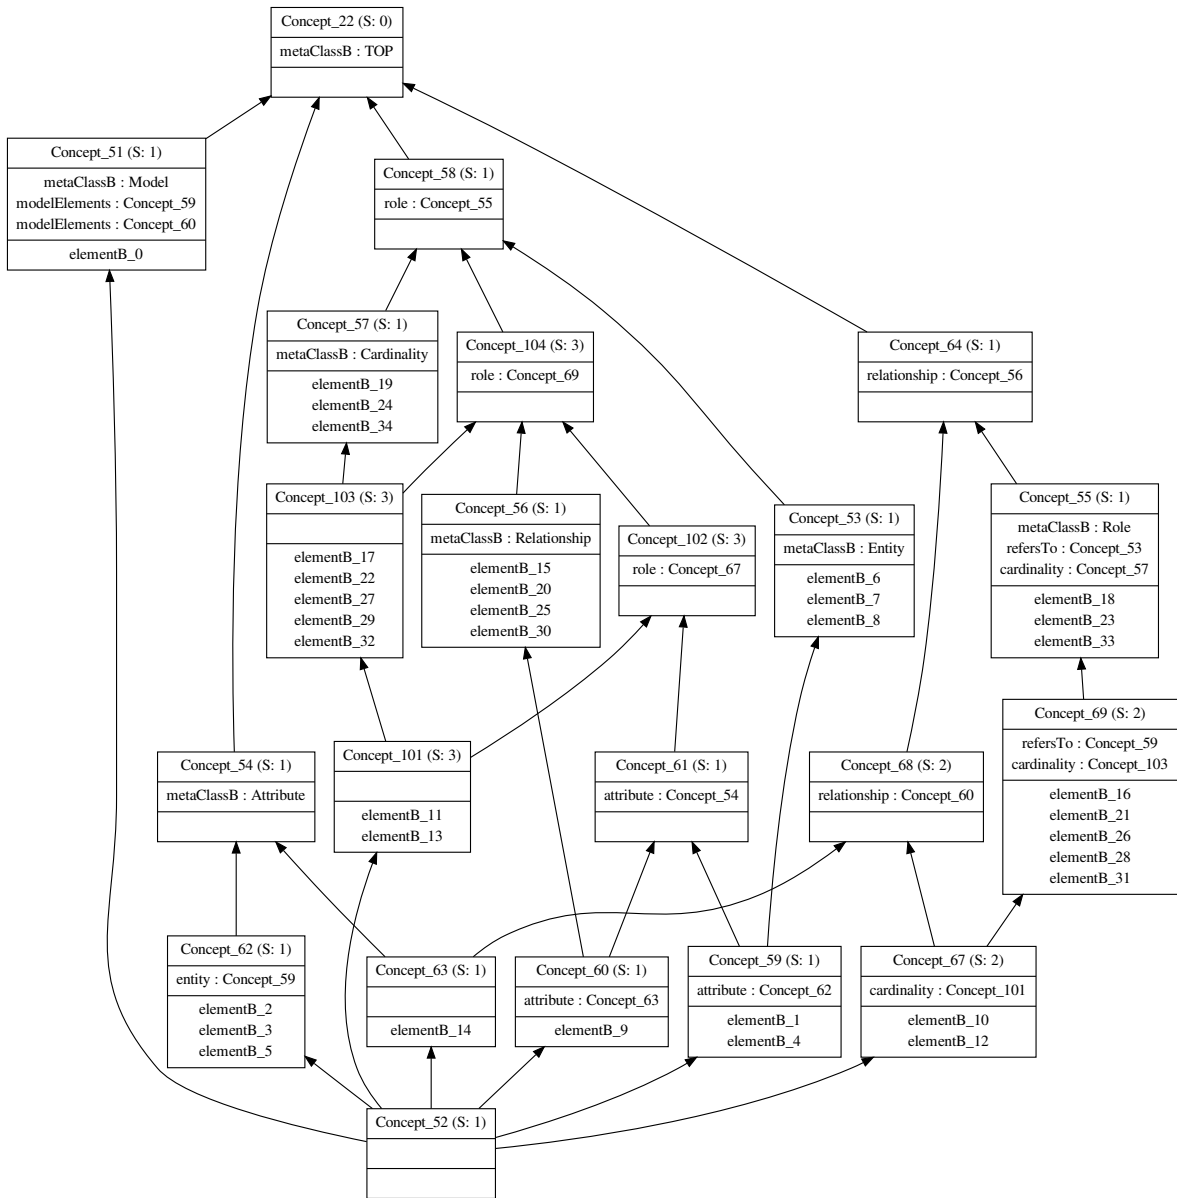 Concept_22 (S: 0)
metaClassB : TOP
Concept_51 (S: 1)
metaClassB : Model
modelElements : Concept_59
modelElements : Concept_60
elementB_0
Concept_58 (S: 1)
role : Concept_55
Concept_57 (S: 1)
metaClassB : Cardinality
elementB_19
elementB_24
elementB_34
Concept_104 (S: 3)
role : Concept_69
Concept_64 (S: 1)
relationship : Concept_56
Concept_103 (S: 3)
elementB_17
elementB_22
elementB_27
elementB_29
elementB_32
Concept_56 (S: 1)
metaClassB : Relationship
elementB_15
elementB_20
elementB_25
elementB_30
Concept_102 (S: 3)
role : Concept_67
Concept_53 (S: 1)
metaClassB : Entity
elementB_6
elementB_7
elementB_8
Concept_55 (S: 1)
metaClassB : Role
refersTo : Concept_53
cardinality : Concept_57
elementB_18
elementB_23
elementB_33
Concept_54 (S: 1)
metaClassB : Attribute
Concept_101 (S: 3)
elementB_11
elementB_13
Concept_61 (S: 1)
attribute : Concept_54
Concept_68 (S: 2)
relationship : Concept_60
Concept_69 (S: 2)
refersTo : Concept_59
cardinality : Concept_103
elementB_16
elementB_21
elementB_26
elementB_28
elementB_31
Concept_62 (S: 1)
entity : Concept_59
elementB_2
elementB_3
elementB_5
Concept_63 (S: 1)
elementB_14
Concept_60 (S: 1)
attribute : Concept_63
elementB_9
Concept_59 (S: 1)
attribute : Concept_62
elementB_1
elementB_4
Concept_67 (S: 2)
cardinality : Concept_101
elementB_10
elementB_12
Concept_52 (S: 1)